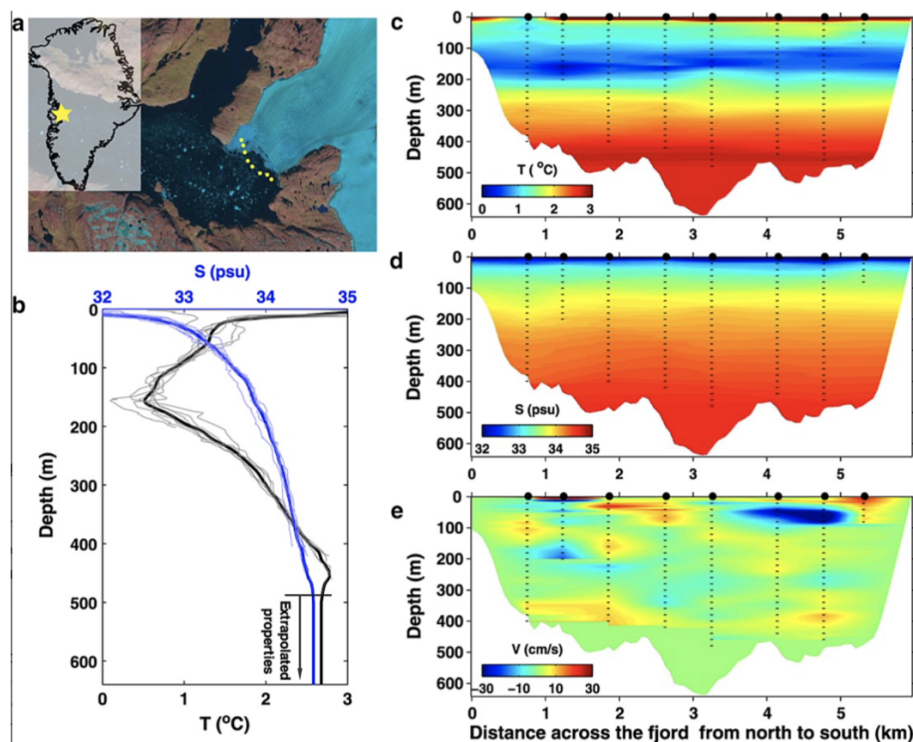 a
S (psu)
32 33 34 35
b
0
100
200
300
400
500
600
Depth (m)
Extrapolated
properties
0 1 2 3
T (°C)
c
0
100
200
300
400
500
600
Depth (m)
T ( °C)
0 1 2 3
0 1 2 3 4 5
d
0
100
200
300
400
500
600
Depth (m)
S (psu)
32 33 34 35
0 1 2 3 4 5
e
0
100
200
300
400
500
600
Depth (m)
V (cm/s)
−30 −10 10 30
0 1 2 3 4 5
Distance across the fjord from north to south (km)